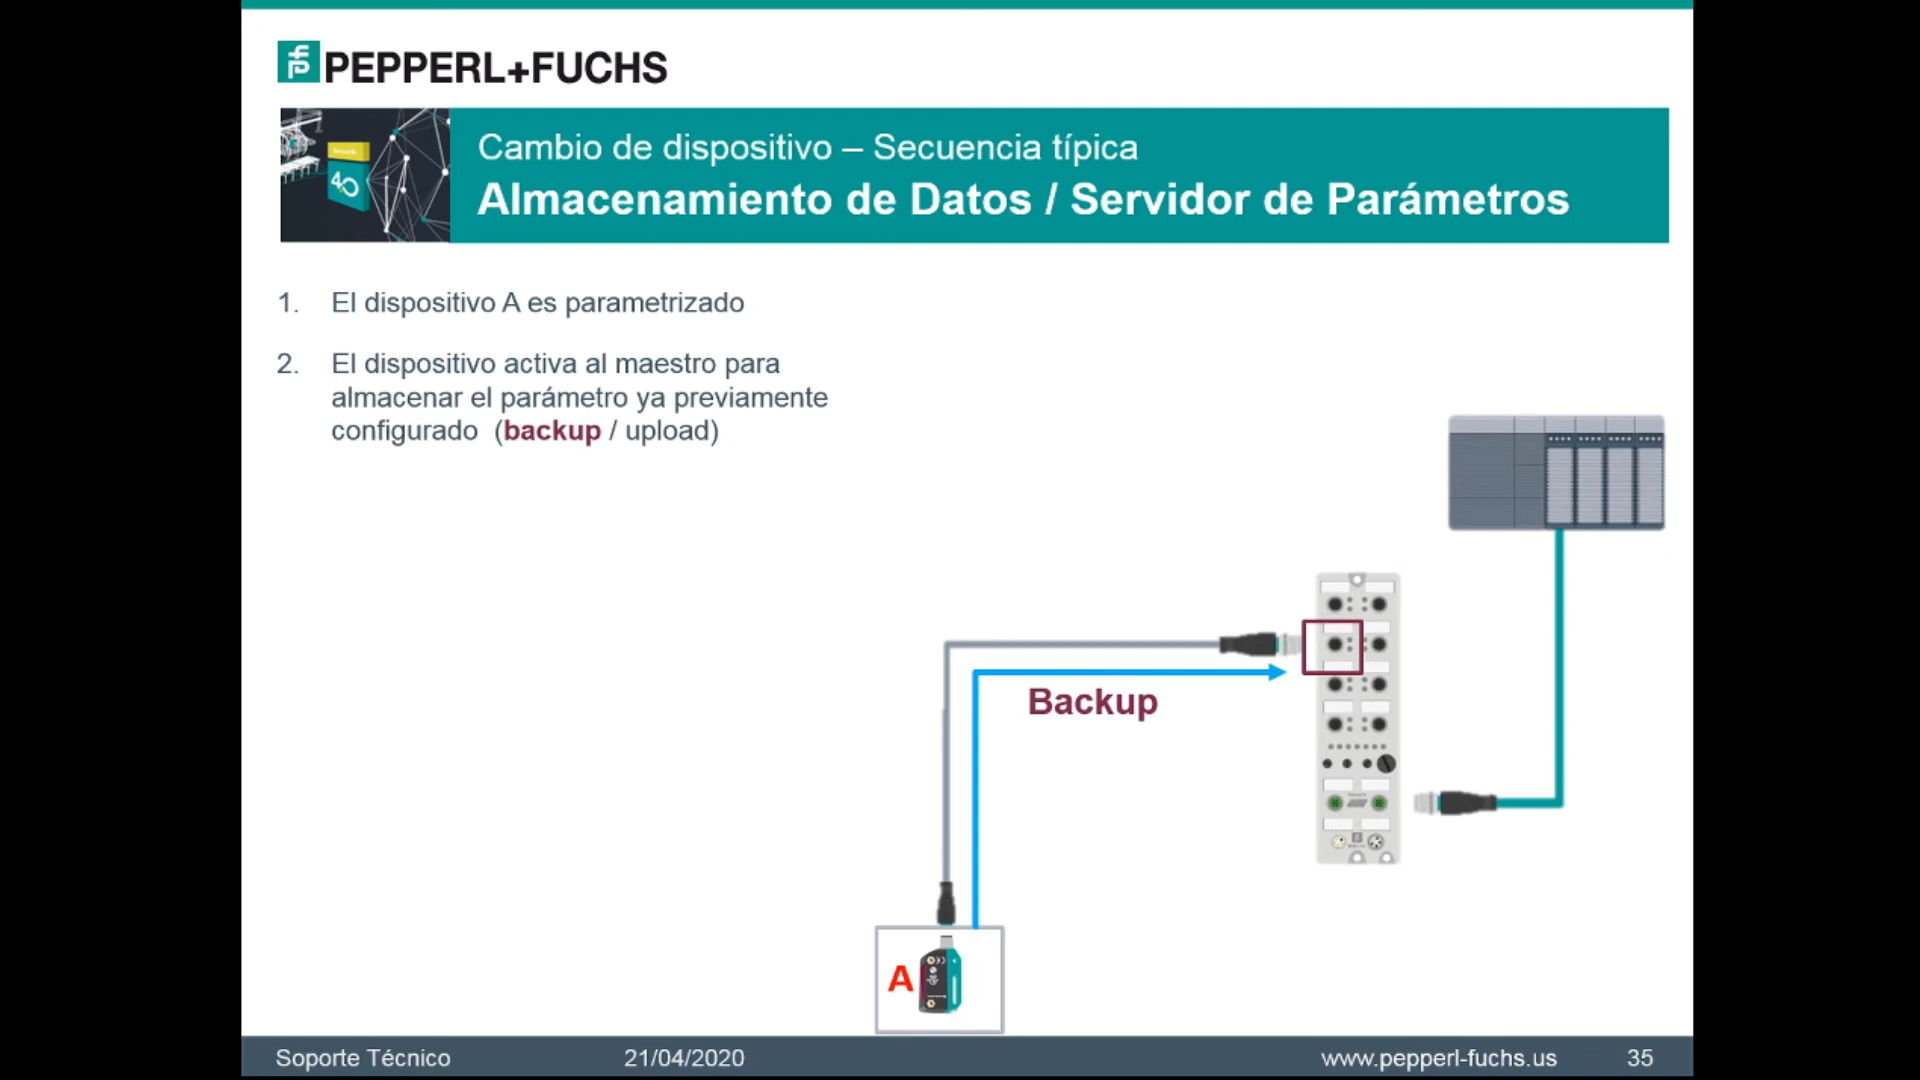 PEPPERL+FUCHS
Cambio de dispositivo – Secuencia típica
Almacenamiento de Datos / Servidor de Parámetros
4.0
1. El dispositivo A es parametrizado
2. El dispositivo activa al maestro para
almacenar el parámetro ya previamente
configurado (backup / upload)
Backup
A
Soporte Técnico 21/04/2020 www.pepperl-fuchs.us 35